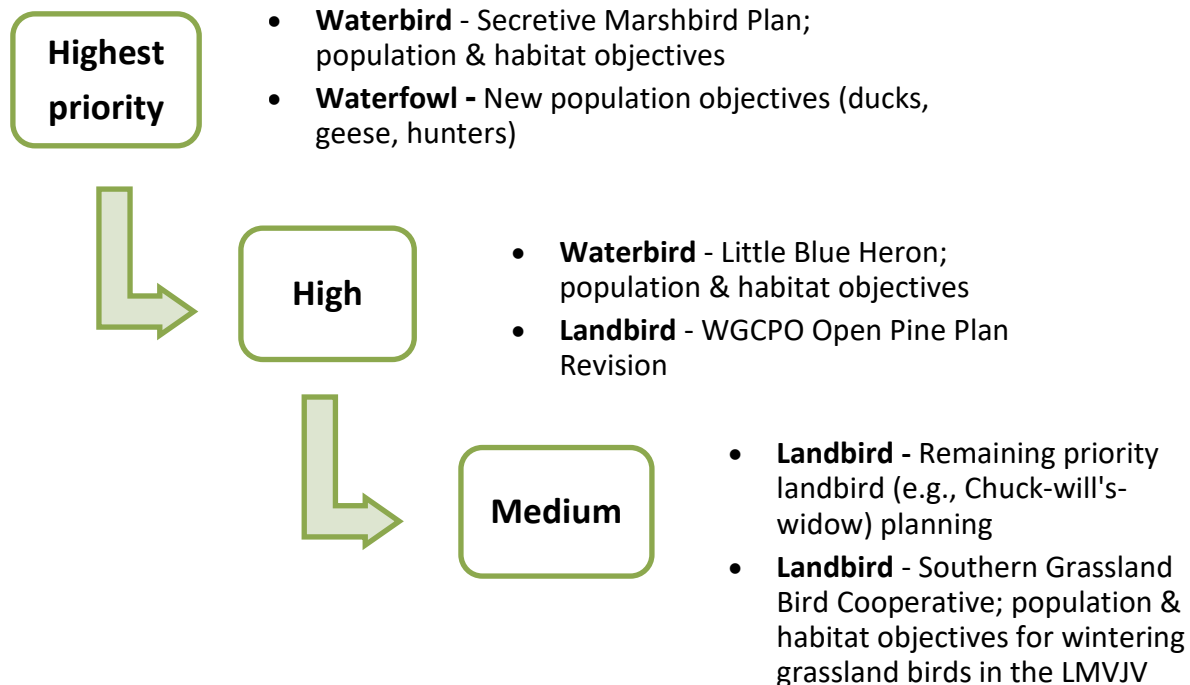 Highest
priority
• Waterbird - Secretive Marshbird Plan;
population & habitat objectives
• Waterfowl - New population objectives (ducks,
geese, hunters)
High
• Waterbird - Little Blue Heron;
population & habitat objectives
• Landbird - WGCPO Open Pine Plan
Revision
Medium
• Landbird - Remaining priority
landbird (e.g., Chuck-will's-
widow) planning
• Landbird - Southern Grassland
Bird Cooperative; population &
habitat objectives for wintering
grassland birds in the LMVJV